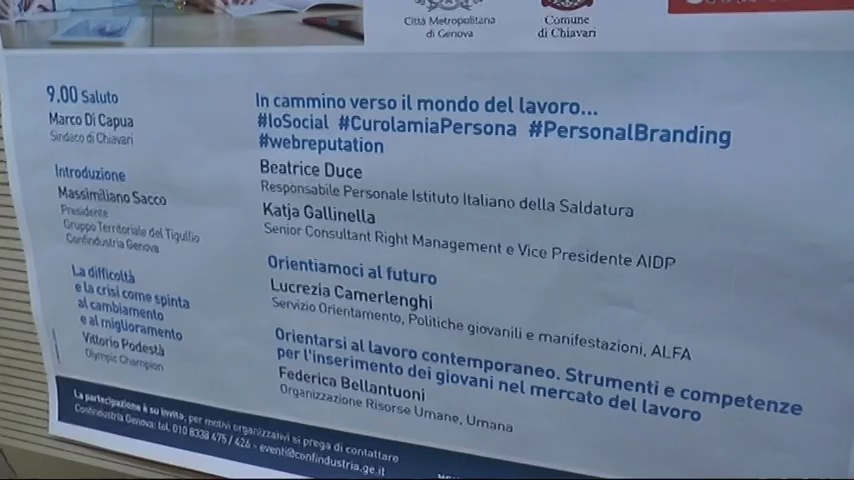 Città Metropolitana
di Genova
Comune
di Chiavari
9.00 Saluto
Marco Di Capua
Sindaco di Chiavari
Introduzione
Massimiliano Sacco
Presidente
Gruppo Territoriale del Tigullio
Confindustria Genova
La difficoltà
e la crisi come spinta
al cambiamento
e al miglioramento
Vittorio Podestà
Olympic Champion
In cammino verso il mondo del lavoro...
#IoSocial #CurolamiaPersona #PersonalBranding
#webreputation
Beatrice Duce
Responsabile Personale Istituto Italiano della Saldatura
Katja Gallinella
Senior Consultant Right Management e Vice Presidente AIDP
Orientiamoci al futuro
Lucrezia Camerlenghi
Servizio Orientamento, Politiche giovanili e manifestazioni, ALFA
Orientarsi al lavoro contemporaneo. Strumenti e competenze
per l'inserimento dei giovani nel mercato del lavoro
Federica Bellantuoni
Organizzazione Risorse Umane, Umana
La partecipazione è su invito, per motivi organizzativi si prega di contattare
Confindustria Genova: tel. 010 8338 475 / 426 - eventi@confindustria.ge.it